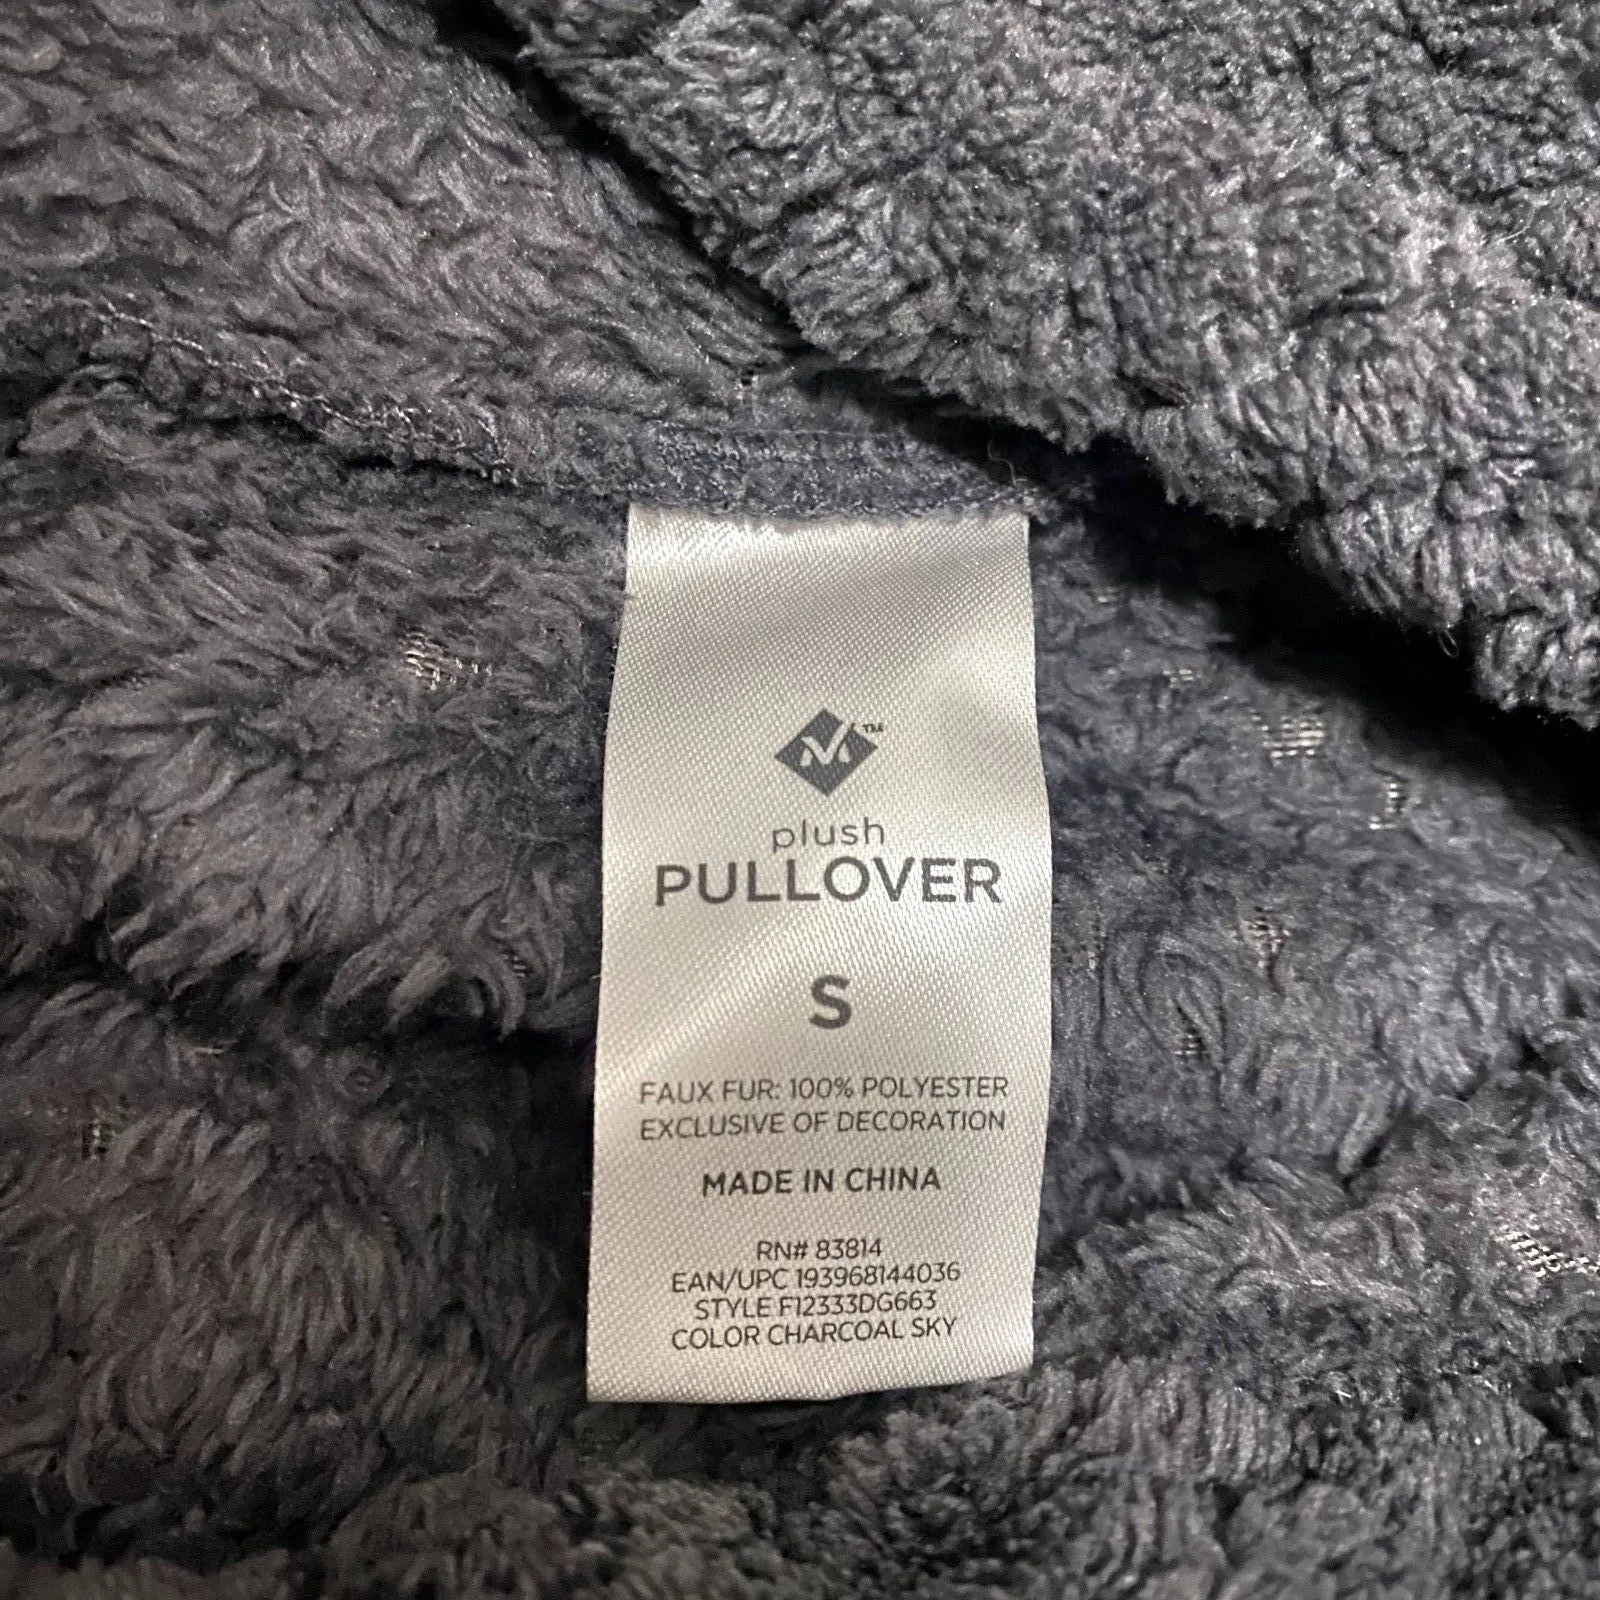 M™
plush
PULLOVER
S
FAUX FUR: 100% POLYESTER
EXCLUSIVE OF DECORATION
MADE IN CHINA
RN# 83814
EAN/UPC 193968144036
STYLE F12333DG663
COLOR CHARCOAL SKY